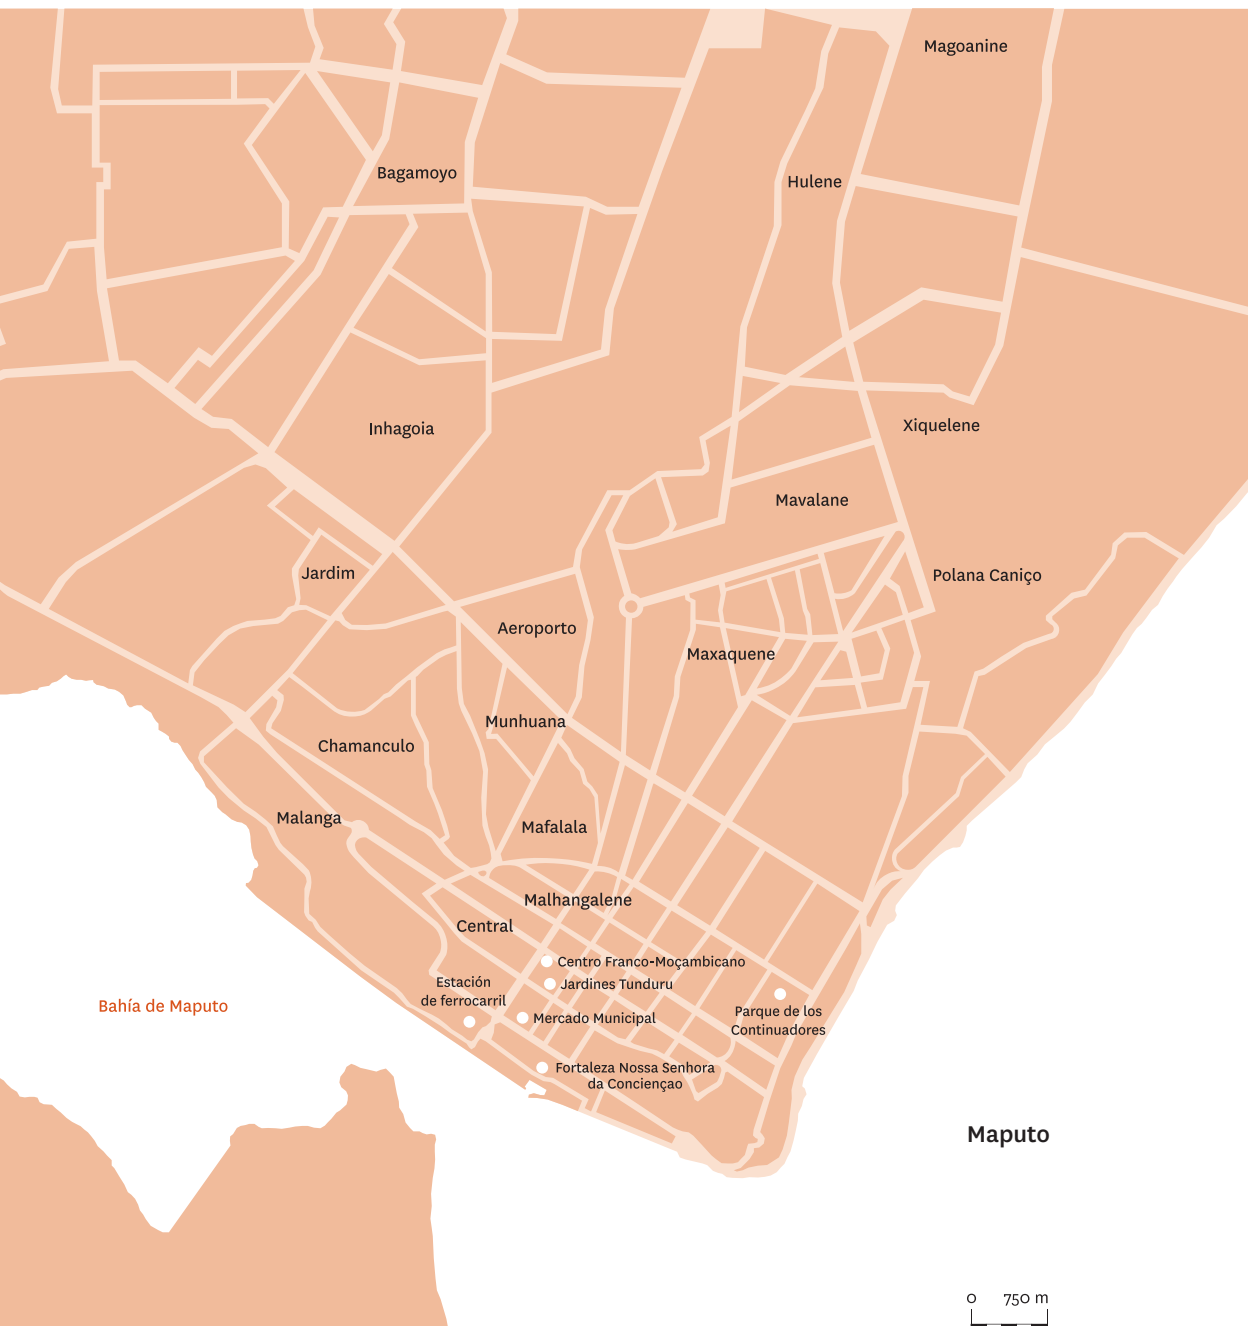 Magoanine
Bagamoyo
Hulene
Xiquelene
Inhagoia
Mavalane
Jardim
Polana Caniço
Aeroporto
Maxaquene
Munhuana
Chamanculo
Malanga
Mafalala
Malhangalene
Central
Centro Franco-Moçambicano
Estación
de ferrocarril
Jardines Tunduru
Bahía de Maputo
Mercado Municipal
Parque de los
Continuadores
Fortaleza Nossa Senhora
da Conciençao
Maputo
0 750 m